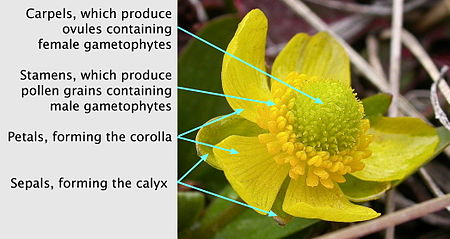 Carpels, which produce
ovules containing
female gametophytes
Stamens, which produce
pollen grains containing
male gametophytes
Petals, forming the corolla
Sepals, forming the calyx